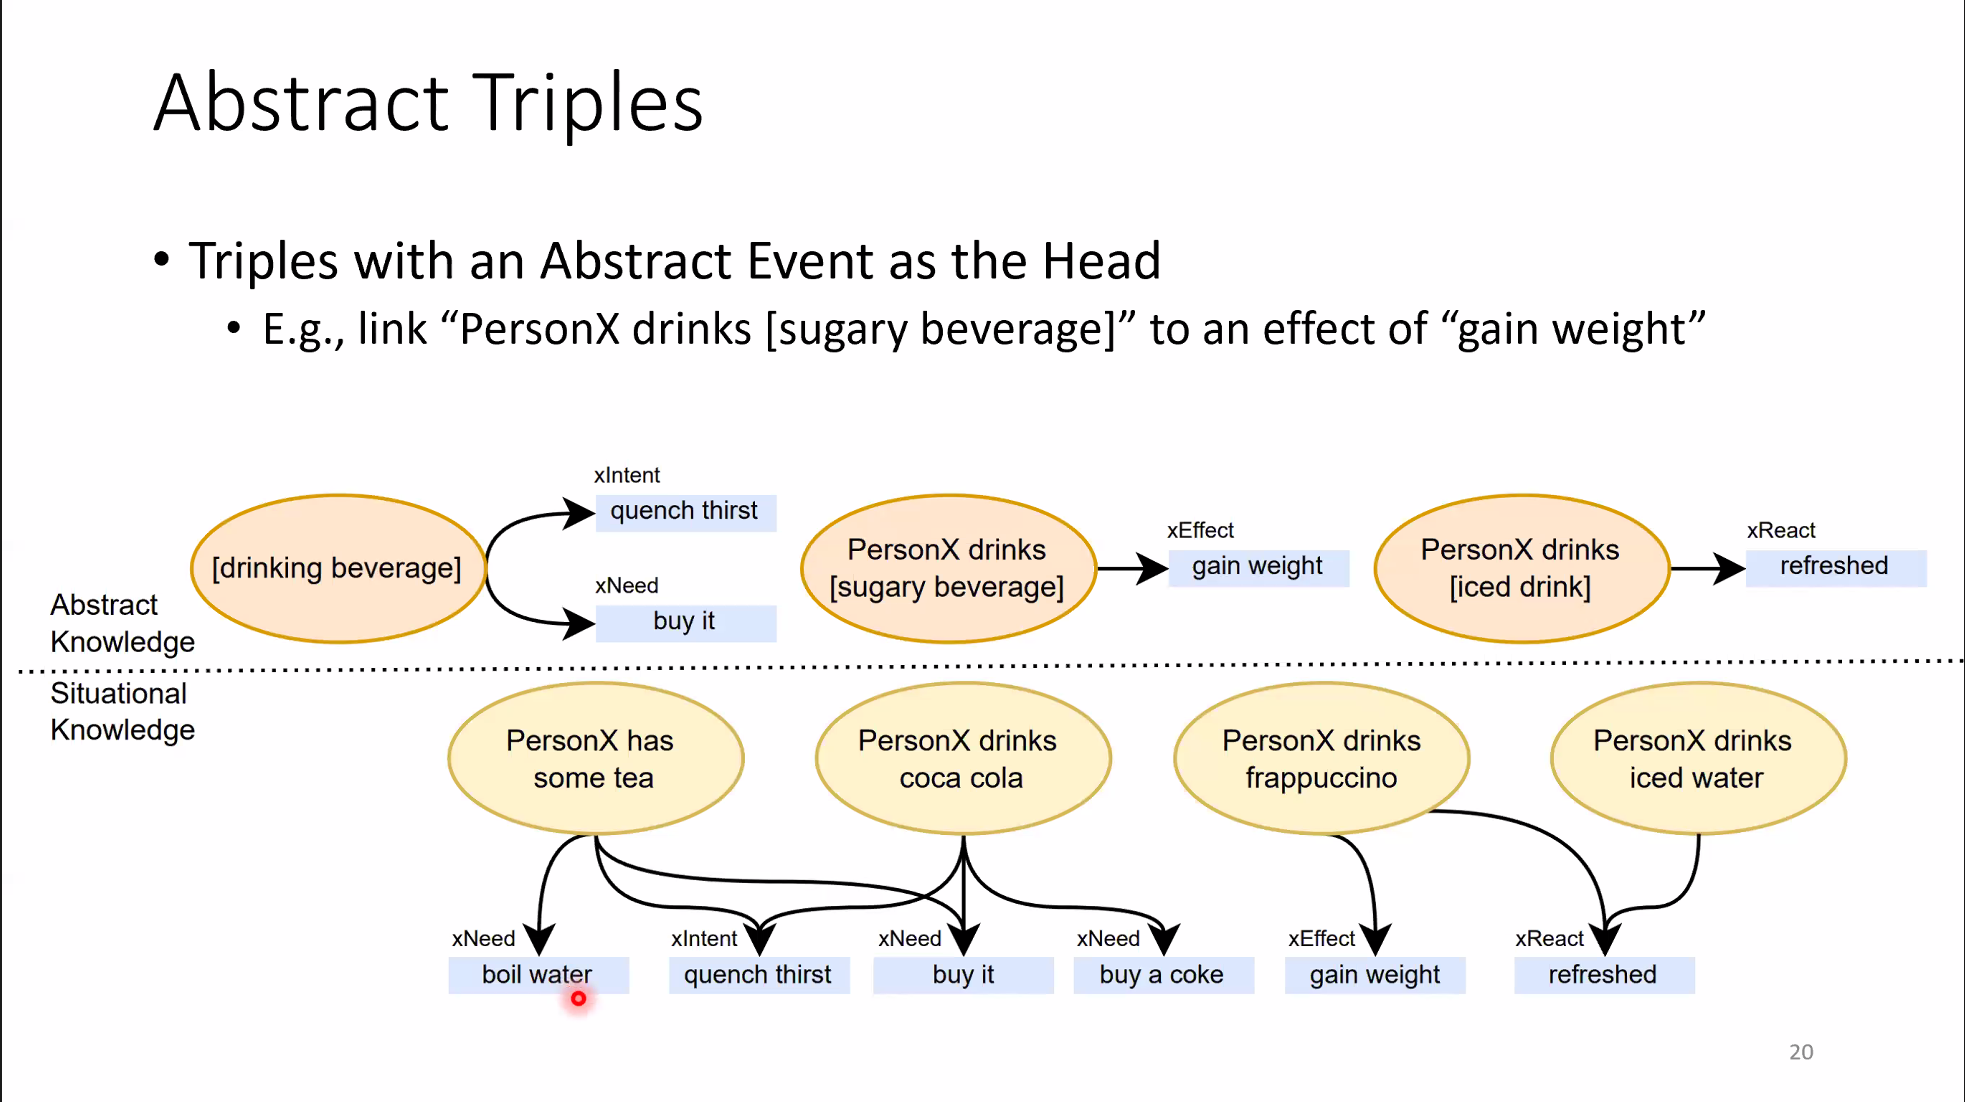 Abstract Triples
• Triples with an Abstract Event as the Head
• E.g., link “PersonX drinks [sugary beverage]” to an effect of “gain weight”
[drinking beverage]
xIntent
quench thirst
xNeed
buy it
PersonX drinks
[sugary beverage]
xEffect
gain weight
PersonX drinks
[iced drink]
xReact
refreshed
Abstract
Knowledge
Situational
Knowledge
PersonX has
some tea
PersonX drinks
coca cola
PersonX drinks
frappuccino
PersonX drinks
iced water
xNeed
boil water
xIntent
quench thirst
xNeed
buy it
xNeed
buy a coke
xEffect
gain weight
xReact
refreshed
20